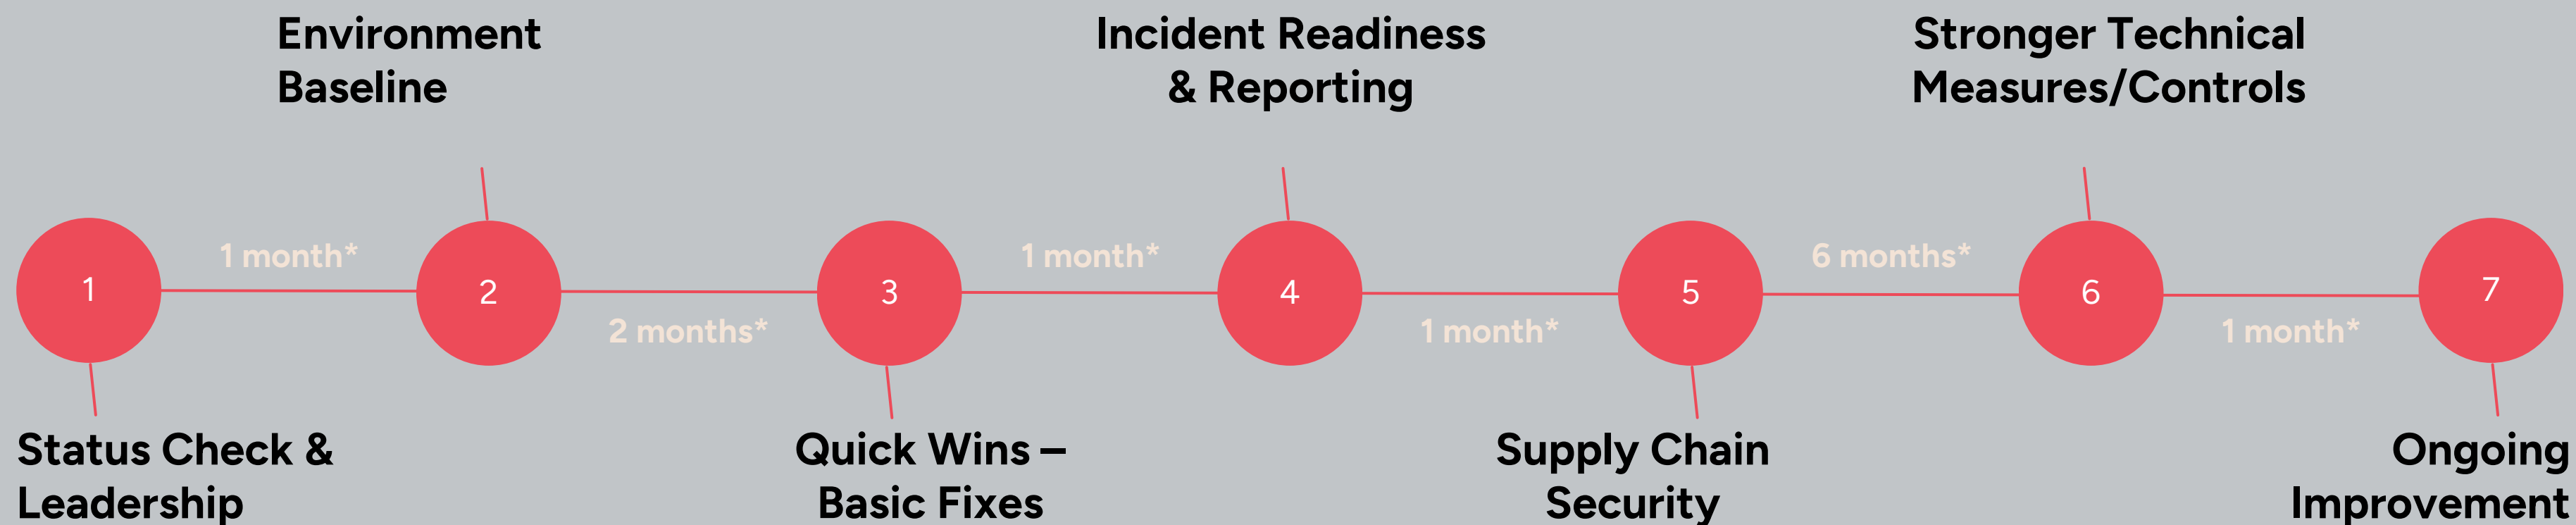 Environment
Baseline
Incident Readiness
& Reporting
Stronger Technical
Measures/Controls
1
1 month*
2
2 months*
3
1 month*
4
1 month*
5
6 months*
6
1 month*
7
Status Check &
Leadership
Quick Wins –
Basic Fixes
Supply Chain
Security
Ongoing
Improvement